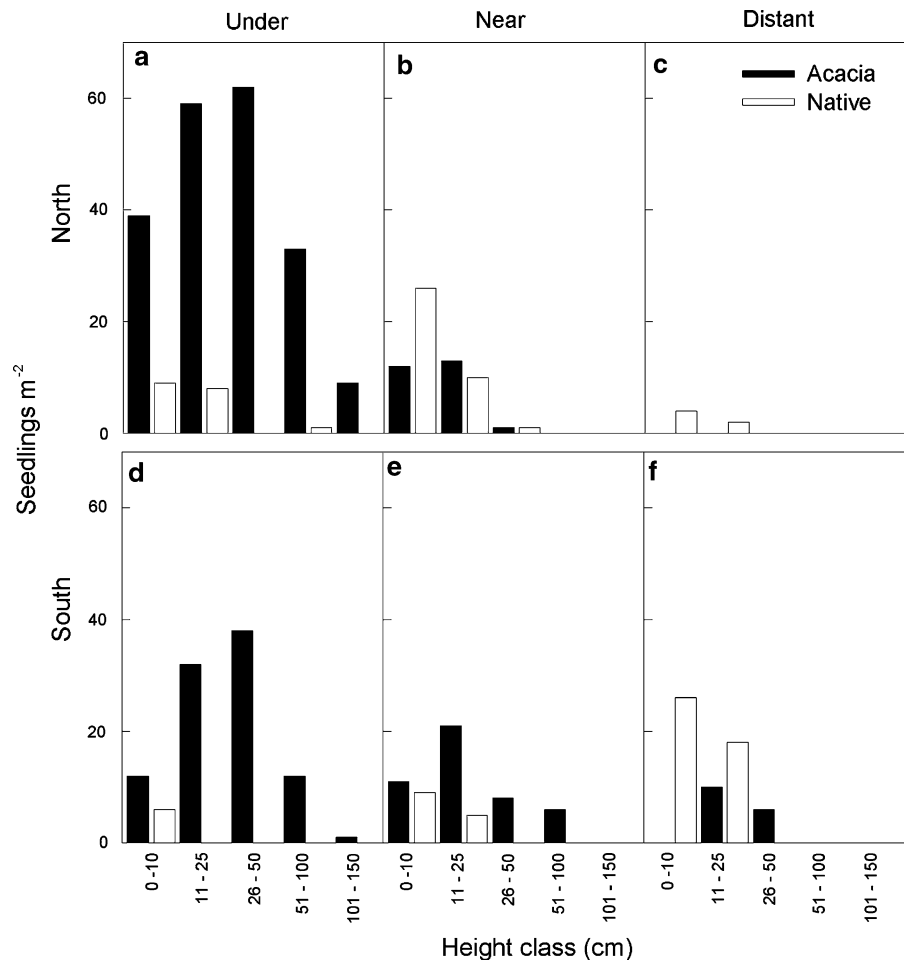 Under Near Distant
a b c
Acacia
Native
North
60
40
20
0
Seedlings m⁻²
d e f
South
60
40
20
0
0 -10 11 - 25 26 - 50 51 - 100 101 - 150 0 -10 11 - 25 26 - 50 51 - 100 101 - 150 0 -10 11 - 25 26 - 50 51 - 100 101 - 150
Height class (cm)